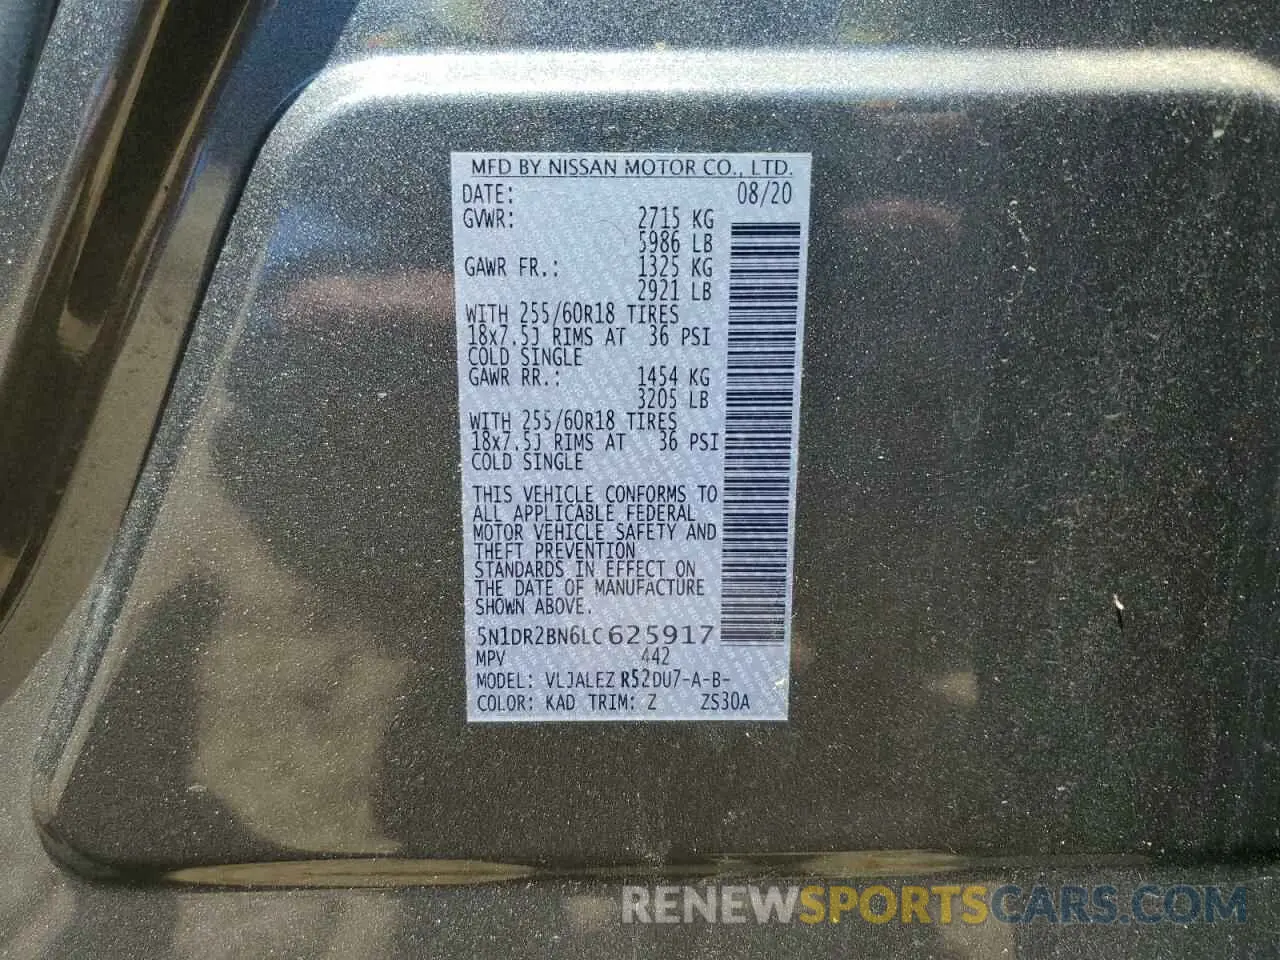 MFD BY NISSAN MOTOR CO., LTD.
DATE: 08/20
GVWR: 2715 KG
5986 LB
GAWR FR.: 1325 KG
2921 LB
WITH 255/60R18 TIRES
18x7.5J RIMS AT 36 PSI
COLD SINGLE
GAWR RR.: 1454 KG
3205 LB
WITH 255/60R18 TIRES
18x7.5J RIMS AT 36 PSI
COLD SINGLE
THIS VEHICLE CONFORMS TO
ALL APPLICABLE FEDERAL
MOTOR VEHICLE SAFETY AND
THEFT PREVENTION
STANDARDS IN EFFECT ON
THE DATE OF MANUFACTURE
SHOWN ABOVE.
5N1DR2BN6LC625917
MPV 442
MODEL: VLJALEZ R52DU7-A-B-
COLOR: KAD TRIM: Z ZS30A
RENEWSPORTSCARS.COM